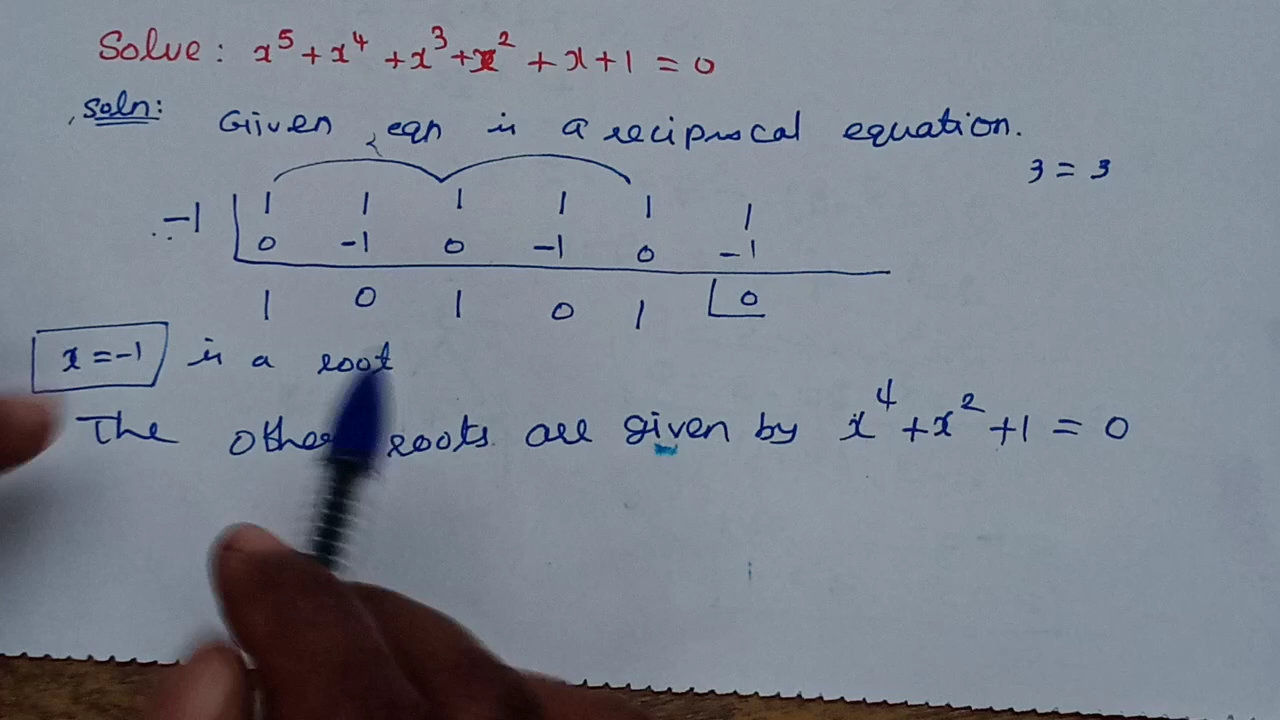 Solve: x⁵ + x⁴ + x³ + x² + x + 1 = 0
Soln: Given eqn is a reciprocal equation.
3 = 3
-1 | 1 1 1 1 1 1
0 -1 0 -1 0 -1
1 0 1 0 1 |0
x = -1 is a root
The other roots are given by x⁴ + x² + 1 = 0